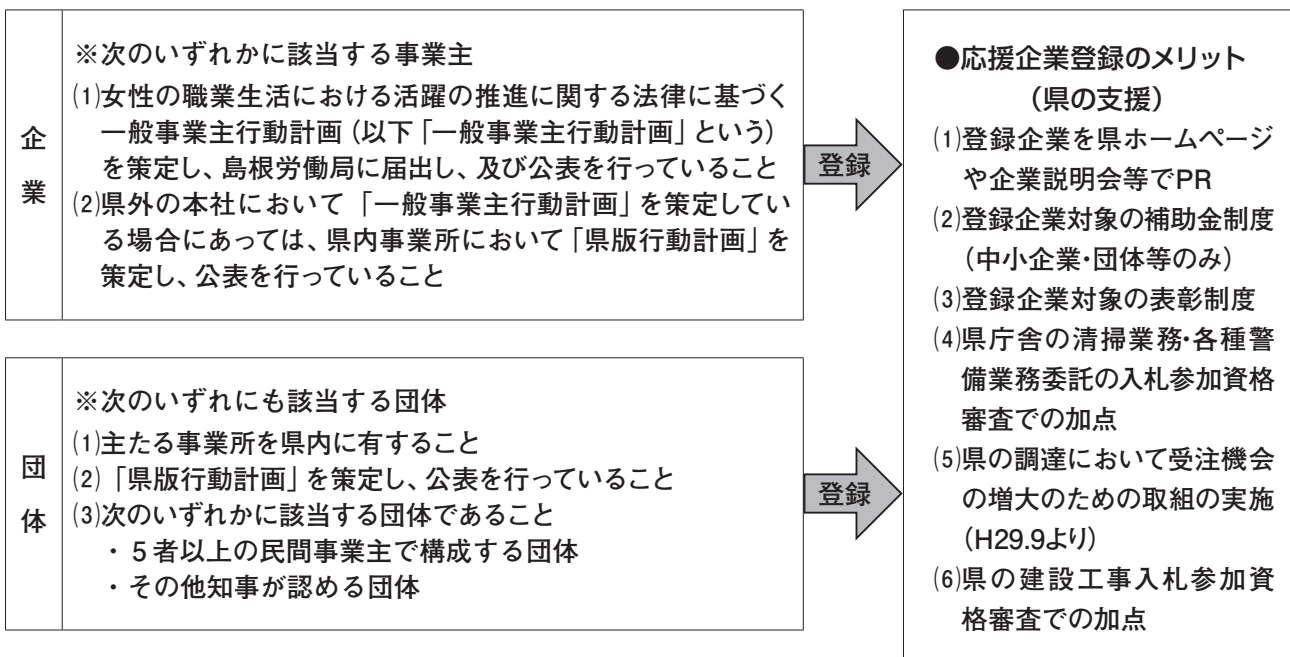 企業
※次のいずれかに該当する事業主
⑴女性の職業生活における活躍の推進に関する法律に基づく
一般事業主行動計画（以下「一般事業主行動計画」という）
を策定し、島根労働局に届出し、及び公表を行っていること
⑵県外の本社において「一般事業主行動計画」を策定してい
る場合にあっては、県内事業所において「県版行動計画」を
策定し、公表を行っていること
登録
団体
※次のいずれにも該当する団体
⑴主たる事業所を県内に有すること
⑵「県版行動計画」を策定し、公表を行っていること
⑶次のいずれかに該当する団体であること
・５者以上の民間事業主で構成する団体
・その他知事が認める団体
登録
●応援企業登録のメリット
（県の支援）
⑴登録企業を県ホームページ
や企業説明会等でPR
⑵登録企業対象の補助金制度
（中小企業・団体等のみ）
⑶登録企業対象の表彰制度
⑷県庁舎の清掃業務・各種警
備業務委託の入札参加資格
審査での加点
⑸県の調達において受注機会
の増大のための取組の実施
（H29.9より）
⑹県の建設工事入札参加資
格審査での加点